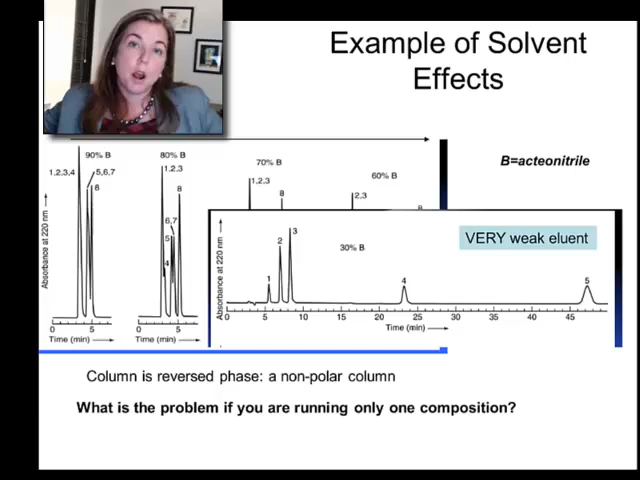 Example of Solvent
Effects
B=acteonitrile
90% B
1,2,3,4
5,6,7
8
Absorbance at 220 nm
0 5
Time (min)
80% B
1,2,3
8
6,7
5
4
0 5
Time (min)
70% B
1,2,3
8
60% B
2,3
8
VERY weak eluent
30% B
Absorbance at 220 nm
1
2
3
4
5
0 5 10 15 20 25 30 35 40 45
Time (min)
Column is reversed phase: a non-polar column
What is the problem if you are running only one composition?